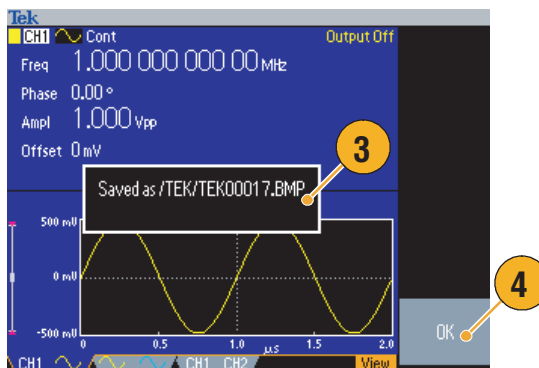 Tek
CH1 Cont Output Off
Freq 1.000 000 000 00 MHz
Phase 0.00 °
Ampl 1.000 Vpp
Offset 0 mV
3
Saved as /TEK/TEK00017.BMP
500 mV
0 mV
-500 mV
0 0.5 1.0 µs 1.5 2.0
4
OK
CH1 CH1 CH2 View